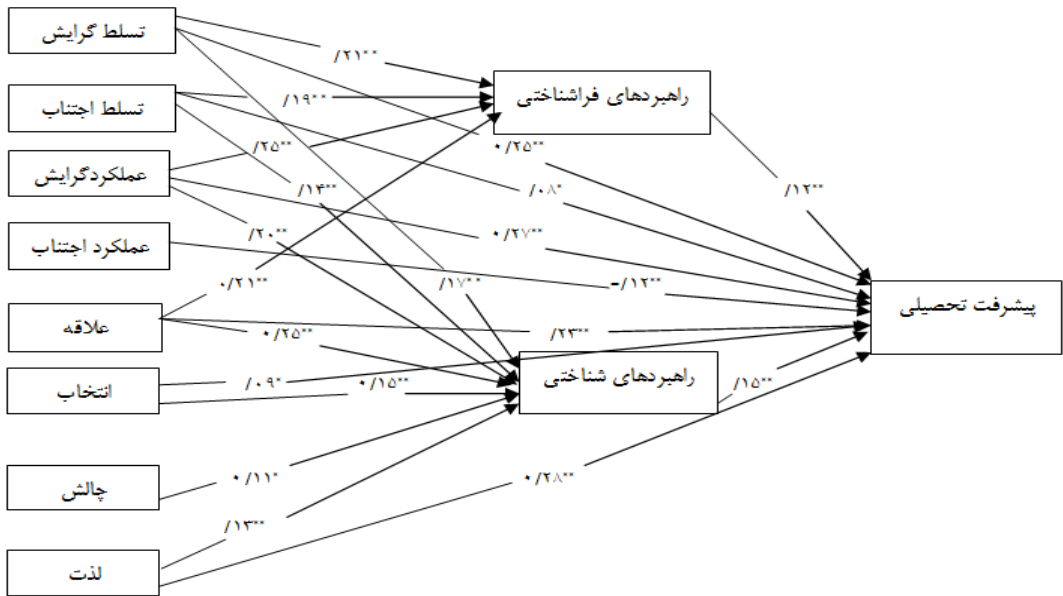 تسلط گرایش
/۲۱**
راهبردهای فراشناختی
تسلط اجتناب
/۱۹**
۰/۲۵**
/۲۵**
عملکردگرایش
/۱۴**
/۰۸*
/۱۲**
/۲۰**
۰/۲۷**
عملکرد اجتناب
۰/۲۱**
/۱۷**
-/۱۲**
پیشرفت تحصیلی
علاقه
۰/۲۵**
/۲۳**
راهبردهای شناختی
انتخاب
/۰۹*
۰/۱۵**
/۱۵**
چالش
۰/۱۱*
۰/۲۸**
/۱۳**
لذت